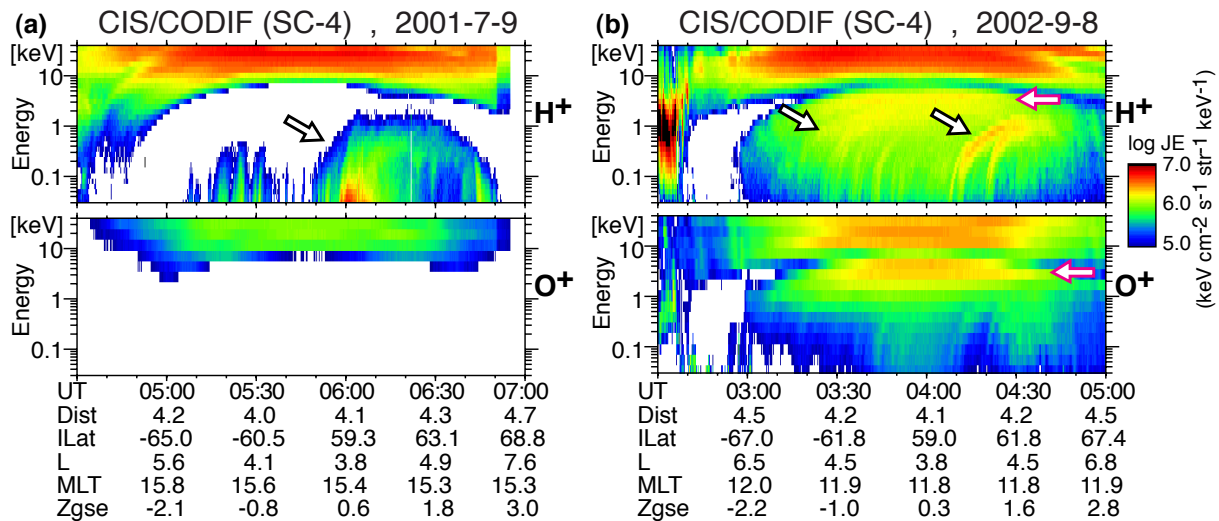 (a) CIS/CODIF (SC-4) , 2001-7-9
[keV]
10
1
0.1
Energy
H+
[keV]
10
1
0.1
Energy
O+
UT 05:00 05:30 06:00 06:30 07:00
Dist 4.2 4.0 4.1 4.3 4.7
ILat -65.0 -60.5 59.3 63.1 68.8
L 5.6 4.1 3.8 4.9 7.6
MLT 15.8 15.6 15.4 15.3 15.3
Zgse -2.1 -0.8 0.6 1.8 3.0
(b) CIS/CODIF (SC-4) , 2002-9-8
[keV]
10
1
0.1
Energy
H+
[keV]
10
1
0.1
Energy
O+
UT 03:00 03:30 04:00 04:30 05:00
Dist 4.5 4.2 4.1 4.2 4.5
ILat -67.0 -61.8 59.0 61.8 67.4
L 6.5 4.5 3.8 4.5 6.8
MLT 12.0 11.9 11.8 11.8 11.9
Zgse -2.2 -1.0 0.3 1.6 2.8
log JE
7.0
6.0
5.0
(keV cm-2 s-1 str-1 keV-1)